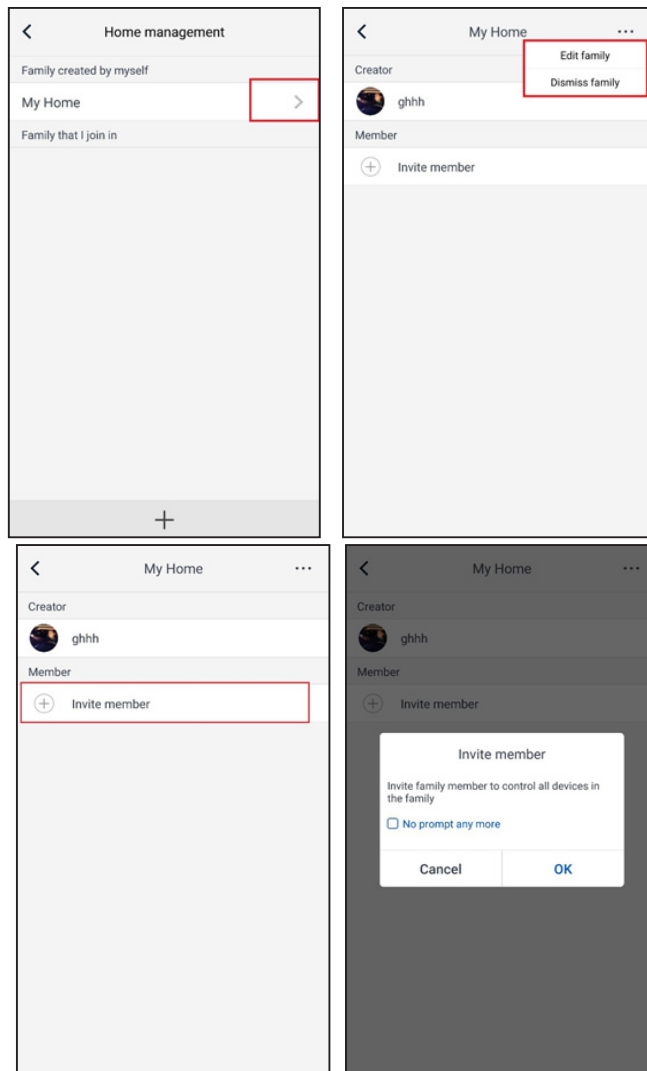 Home management
Family created by myself
My Home
Family that I join in
My Home
Edit family
Dismiss family
Creator
ghhh
Member
Invite member
My Home
Creator
ghhh
Member
Invite member
My Home
Creator
ghhh
Member
Invite member
Invite member
Invite family member to control all devices in
the family
No prompt any more
Cancel OK